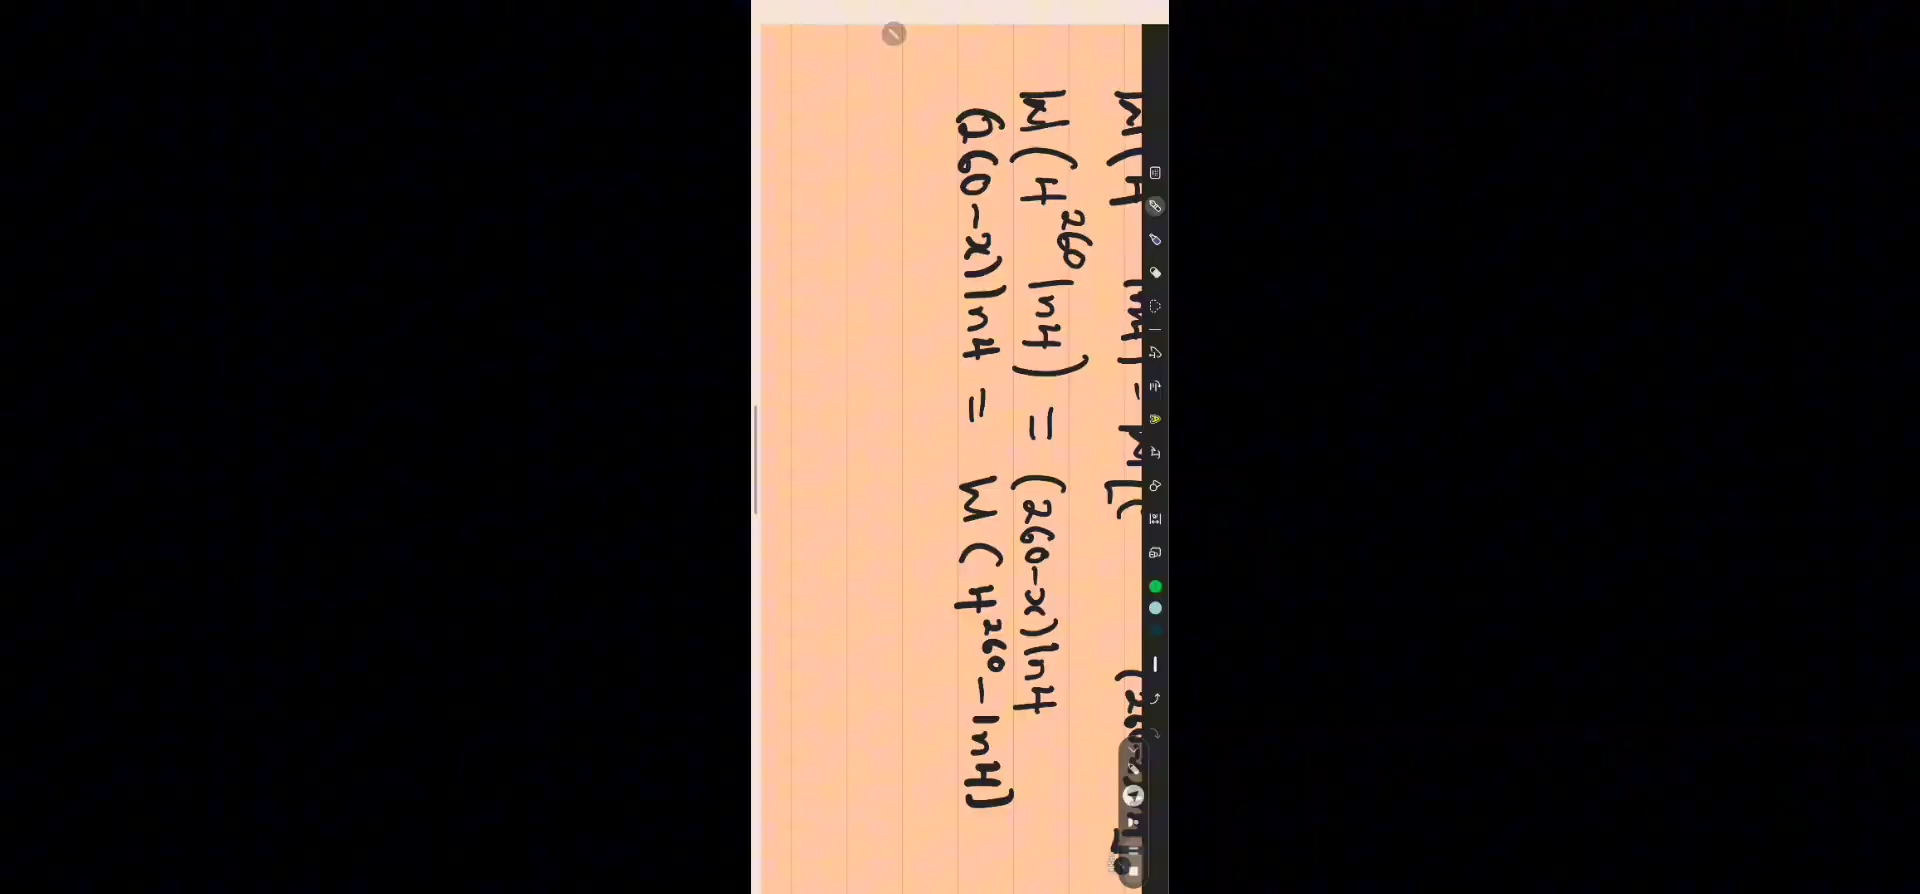 W(4^260 ln4) = (260-x)ln4
(260-x)ln4 = W(4^260 - ln4)